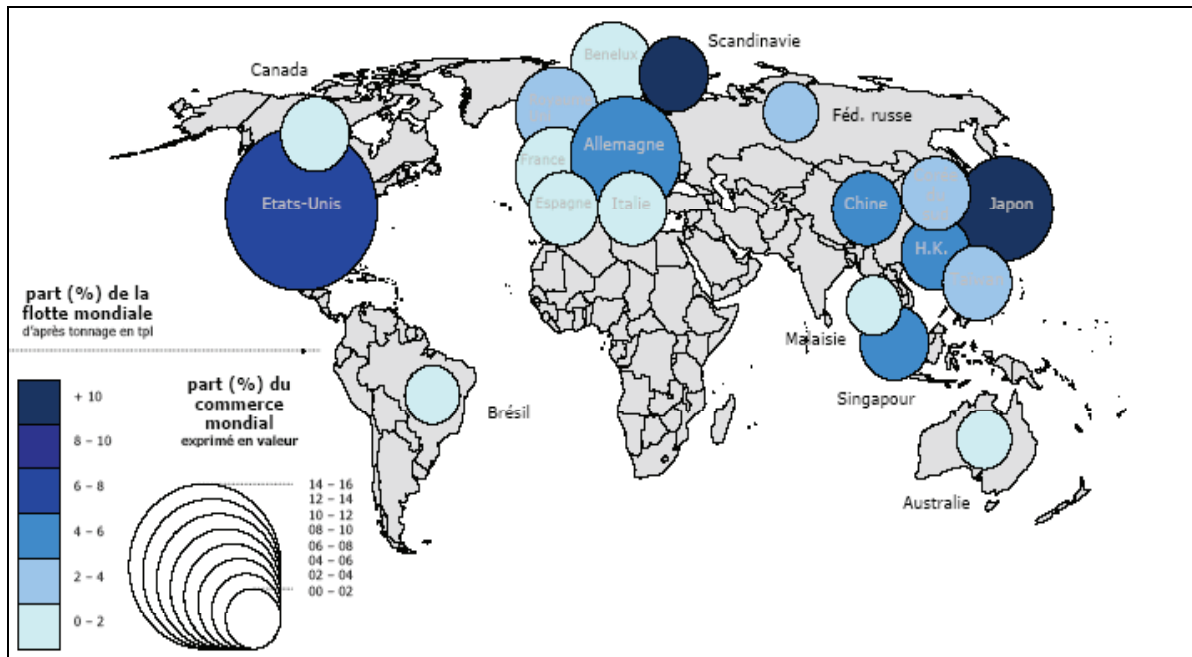 Scandinavie
Benelux
Canada
Féd. russe
Allemagne
France
Etats-Unis
Espagne
Italie
Chine
Japon
H.K.
part (%) de la
flotte mondiale
d'après tonnage en tpl
Malaisie
Singapour
Brésil
Australie
+ 10
8 – 10
6 – 8
4 – 6
2 – 4
0 – 2
part (%) du
commerce
mondial
exprimé en valeur
14 – 16
12 – 14
10 – 12
08 – 10
06 – 08
04 – 06
02 – 04
00 – 02